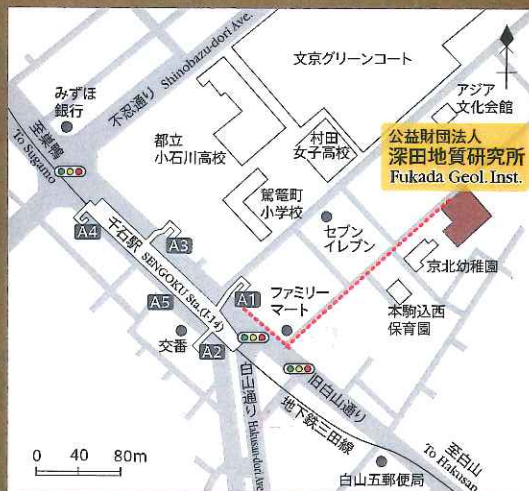 みずほ
銀行
不忍通り Shinobazu-dori Ave.
文京グリーンコート
アジア
文化会館
至巣鴨
To Sugamo
都立
小石川高校
村田
女子高校
公益財団法人
深田地質研究所
Fukada Geol. Inst.
駕籠町
小学校
セブン
イレブン
A4
千石駅 SENGOKU Sta.(I-14)
A3
京北幼稚園
A5
A1
ファミリー
マート
本駒込西
保育園
交番
A2
白山通り Hakusan-dori Ave.
旧白山通り
地下鉄三田線
至白山
To Hakusan
0 40 80m
白山五郵便局